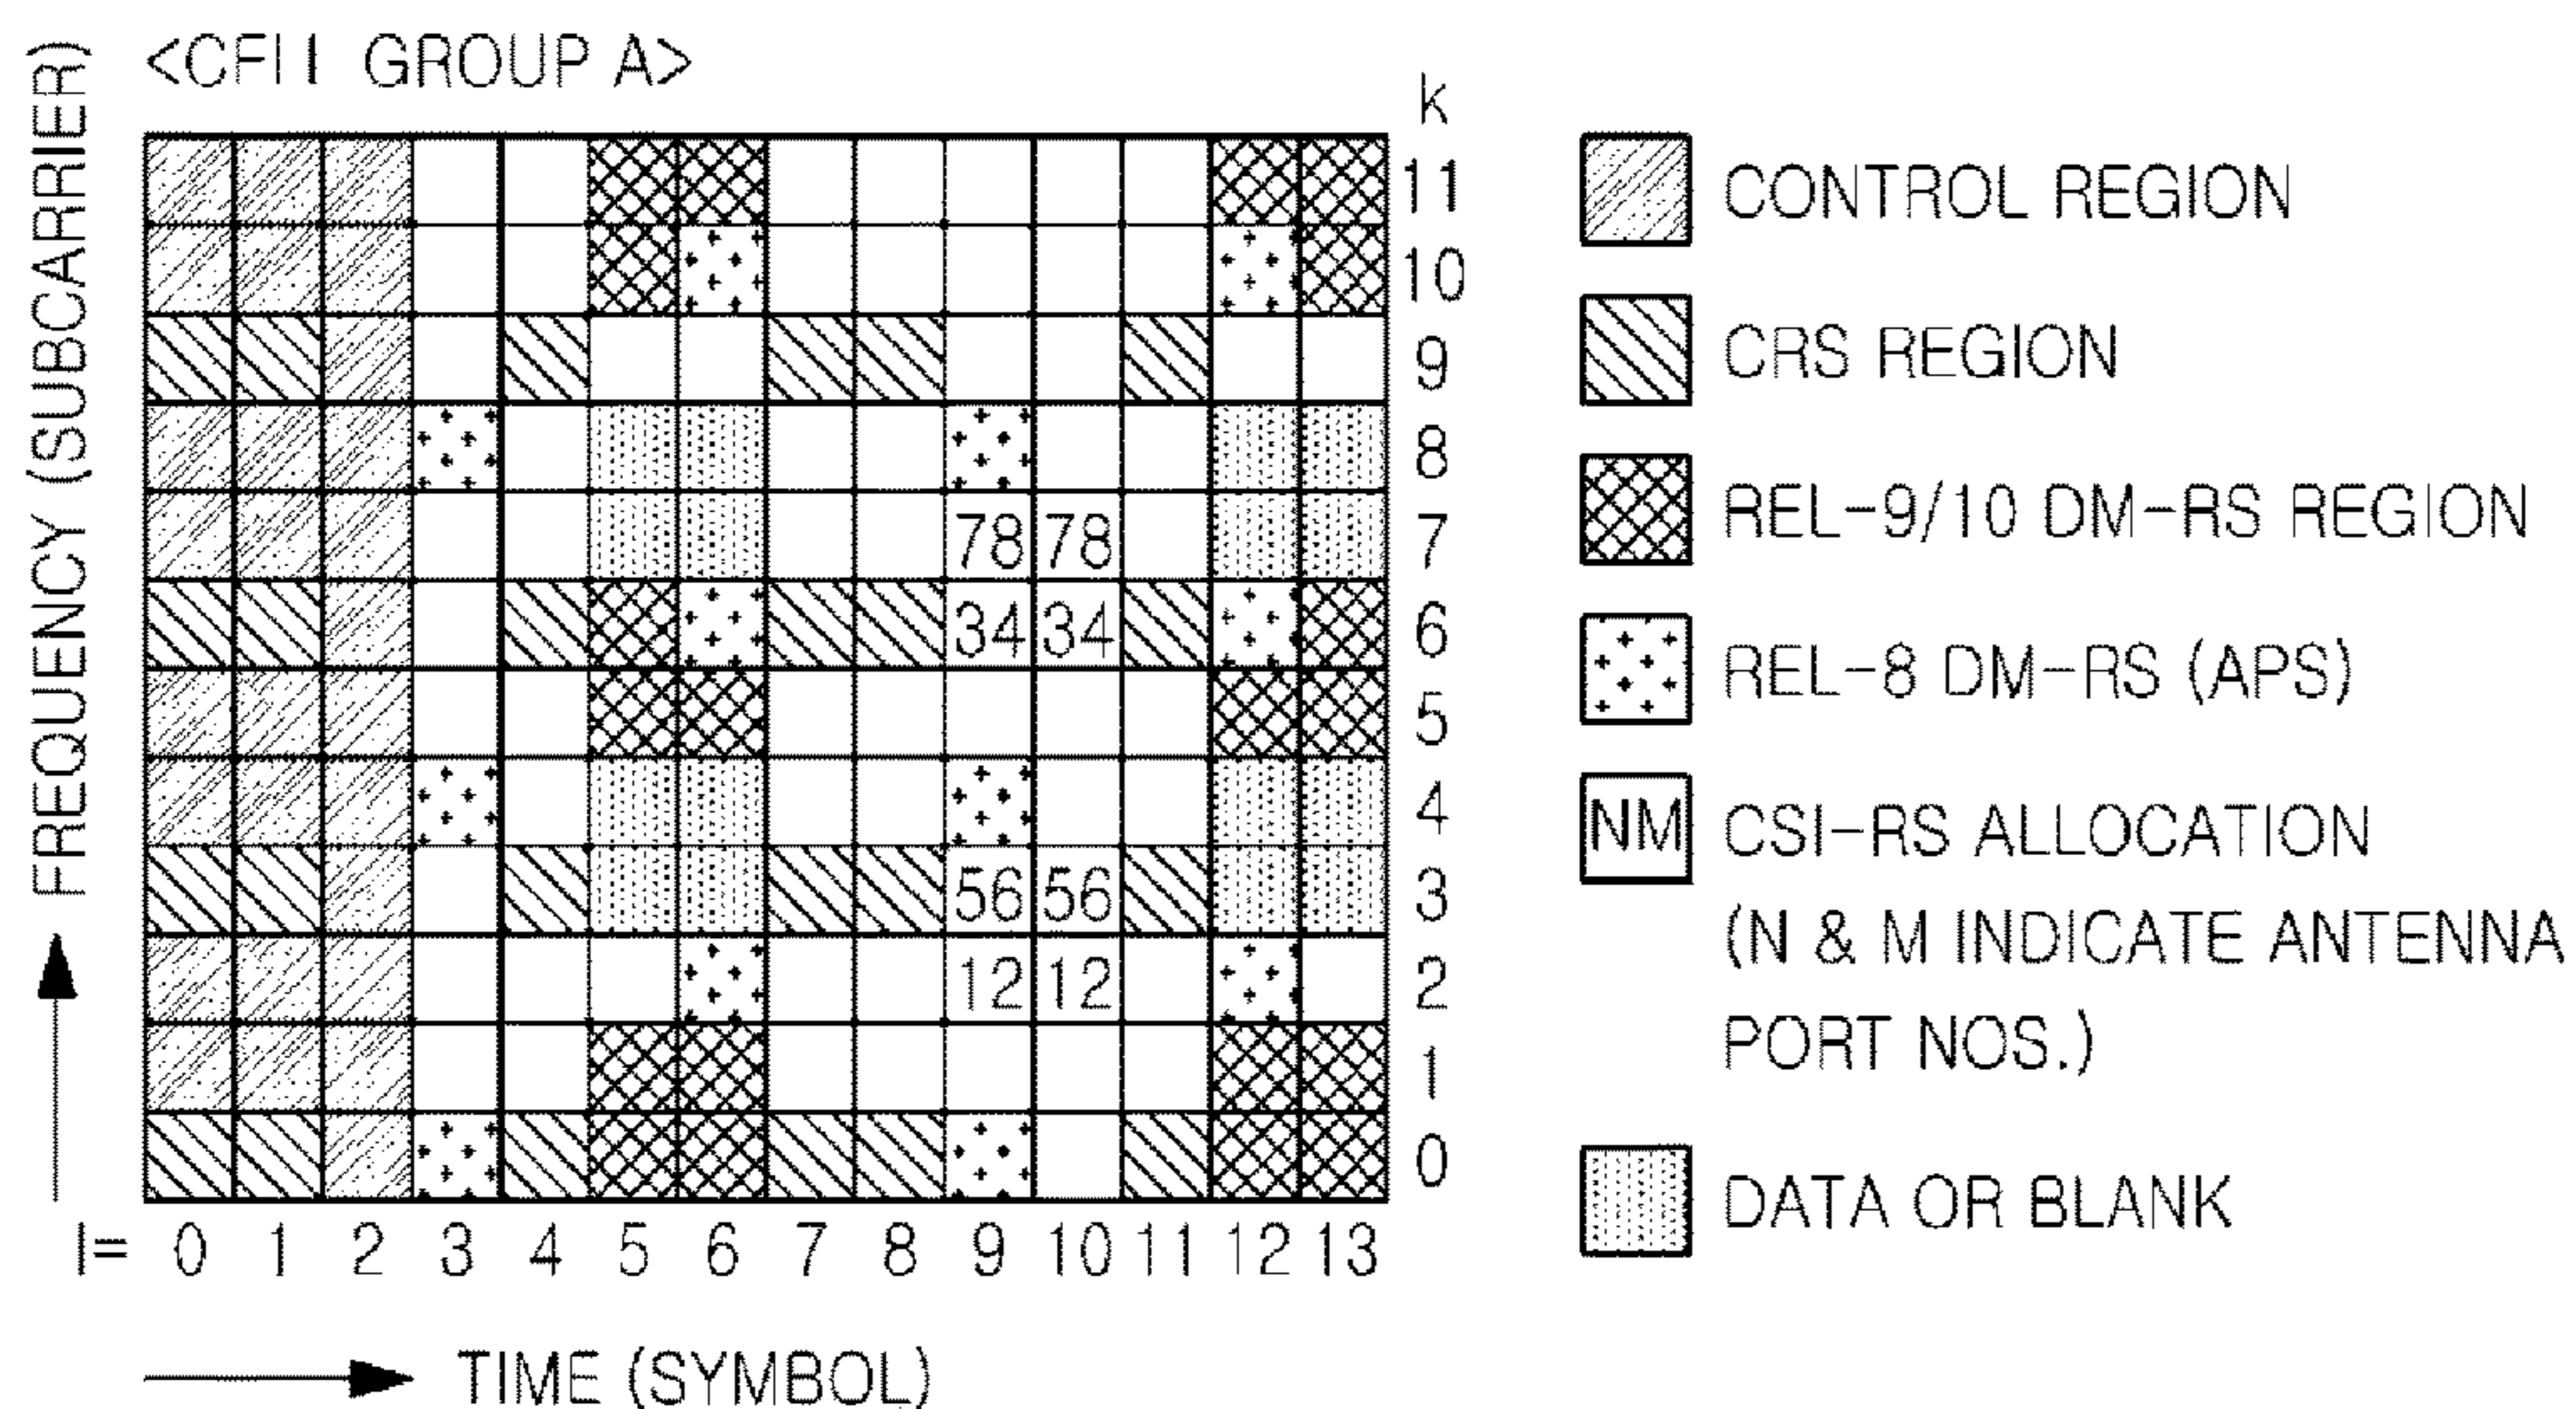 <CFI I GROUP A>
FREQUENCY (SUBCARRIER)
k
11
10
9
8
7
78 78
6
34 34
5
4
3
56 56
2
12 12
1
0
l= 0 1 2 3 4 5 6 7 8 9 10 11 12 13
TIME (SYMBOL)
CONTROL REGION
CRS REGION
REL-9/10 DM-RS REGION
REL-8 DM-RS (AP5)
NM CSI-RS ALLOCATION
(N & M INDICATE ANTENNA
PORT NOS.)
DATA OR BLANK